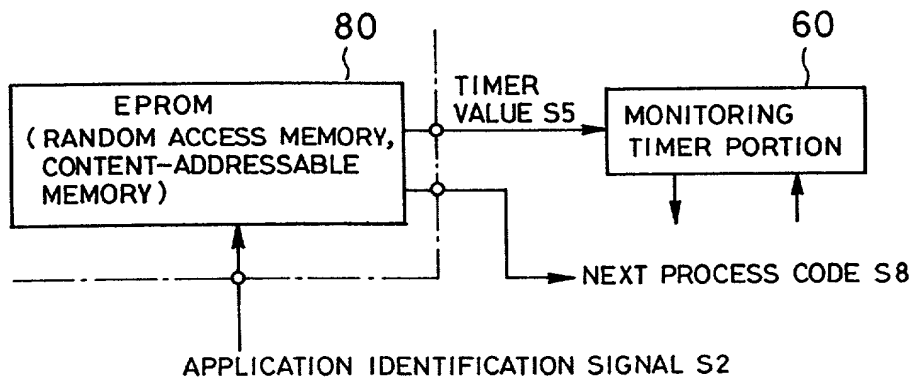 80
60
EPROM
(RANDOM ACCESS MEMORY,
CONTENT-ADDRESSABLE
MEMORY)
TIMER
VALUE S5
MONITORING
TIMER PORTION
NEXT PROCESS CODE S8
APPLICATION IDENTIFICATION SIGNAL S2